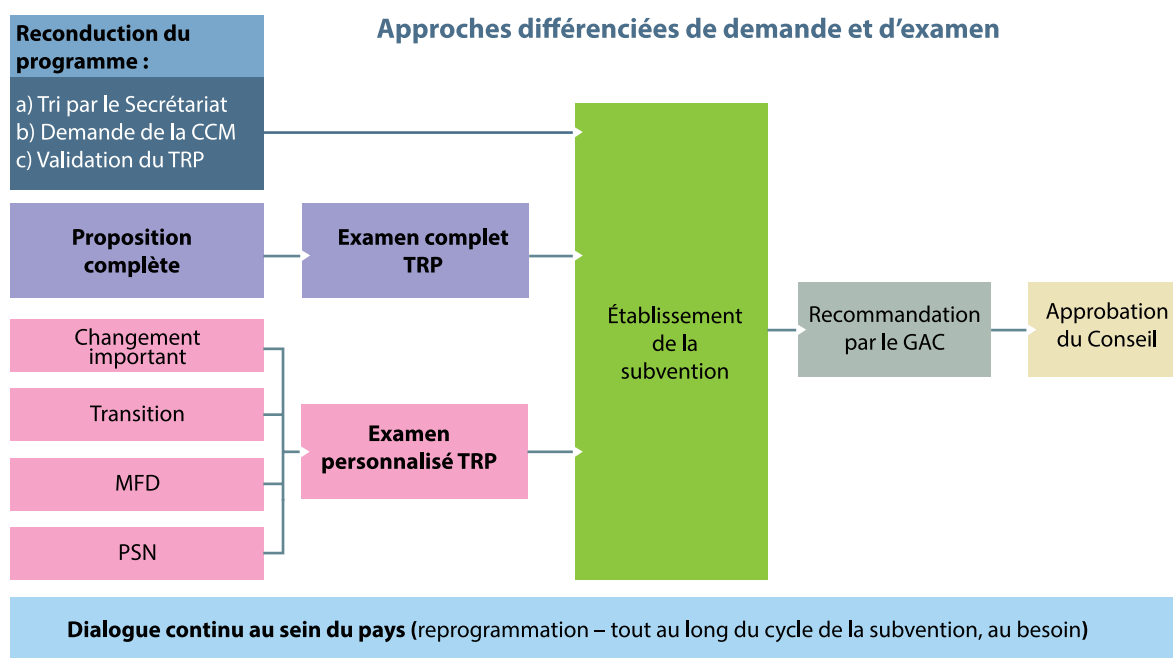 Approches différenciées de demande et d’examen
Reconduction du
programme :
a) Tri par le Secrétariat
b) Demande de la CCM
c) Validation du TRP
Proposition
complète
Examen complet
TRP
Changement
important
Transition
MFD
PSN
Examen
personnalisé TRP
Établissement
de la
subvention
Recommandation
par le GAC
Approbation
du Conseil
Dialogue continu au sein du pays (reprogrammation – tout au long du cycle de la subvention, au besoin)